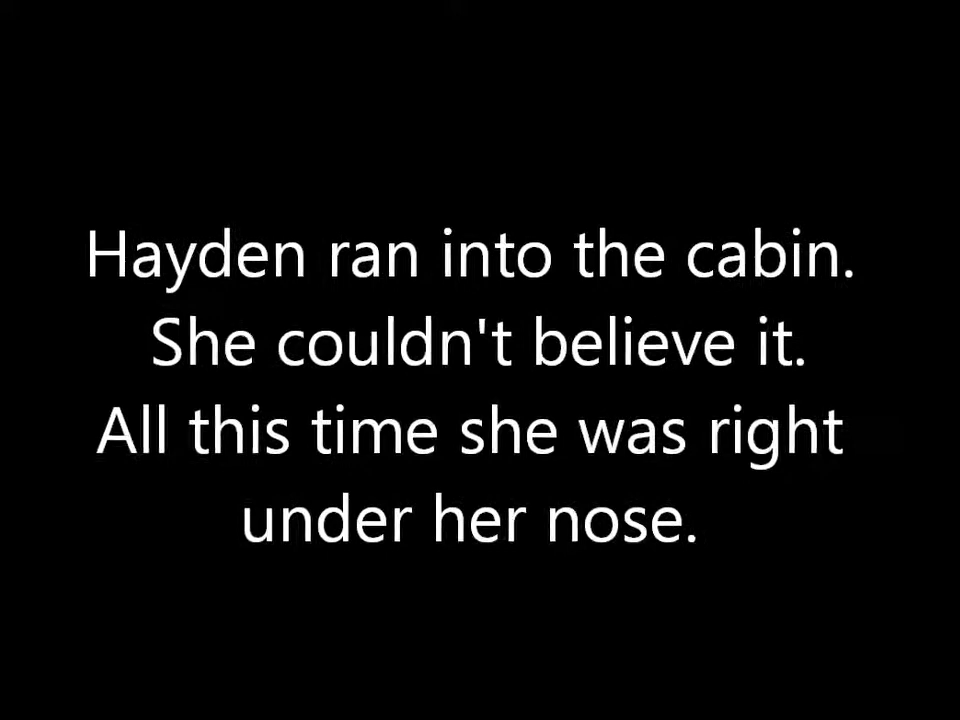 Hayden ran into the cabin.
She couldn't believe it.
All this time she was right
under her nose.